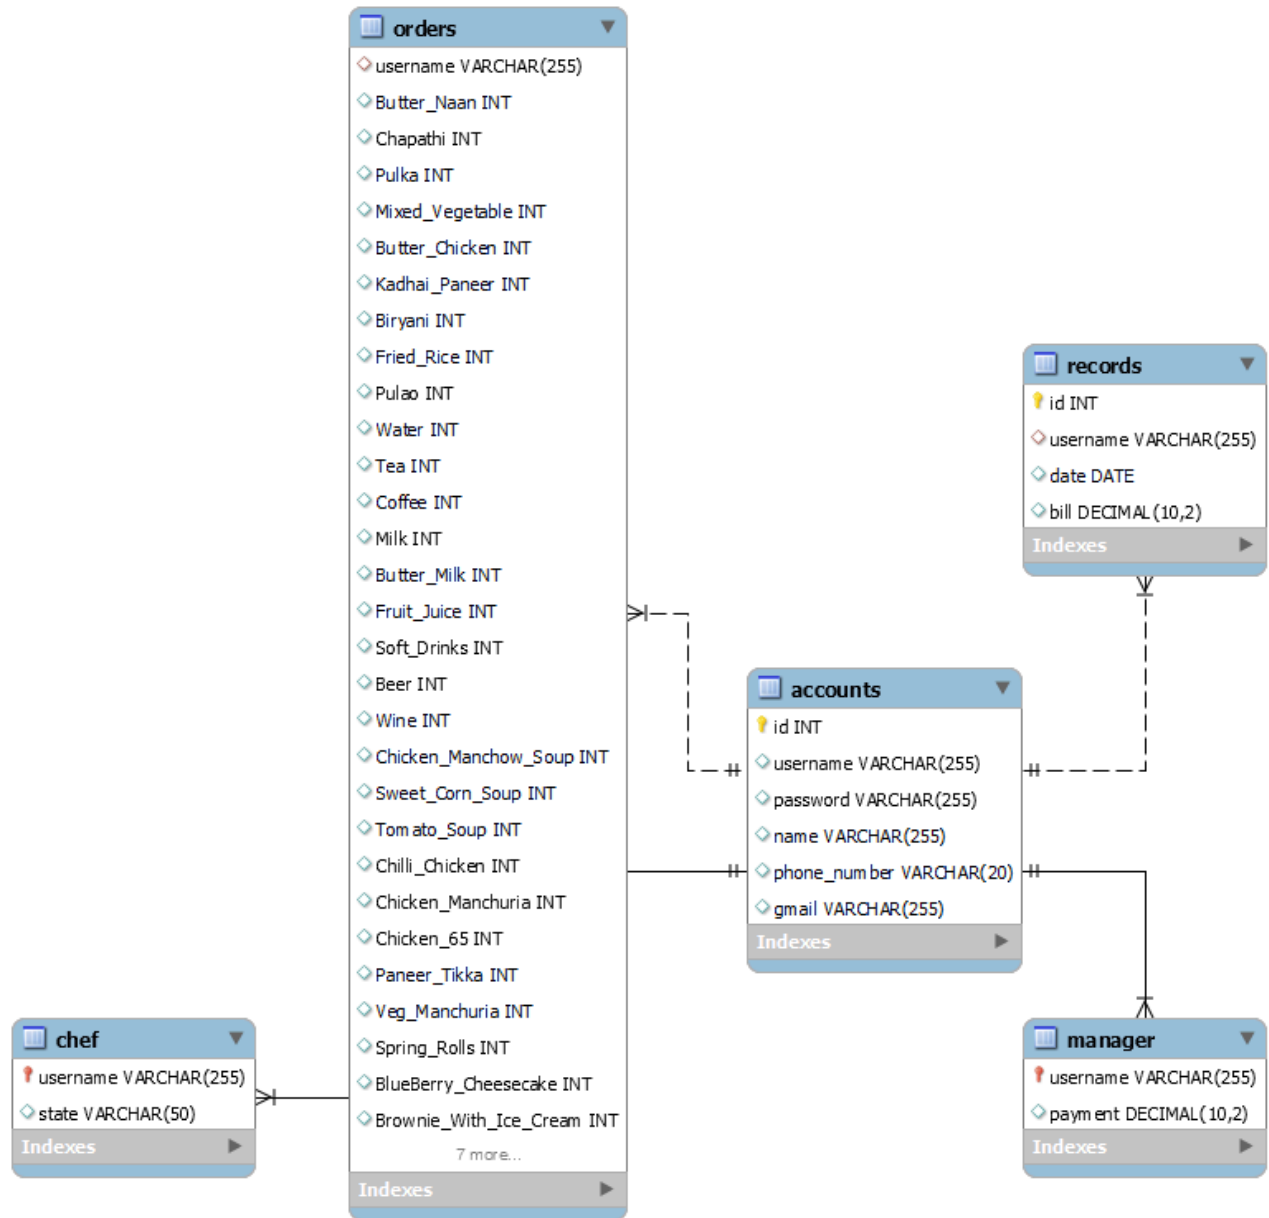 orders
username VARCHAR(255)
Butter_Naan INT
Chapathi INT
Pulka INT
Mixed_Vegetable INT
Butter_Chicken INT
Kadhai_Paneer INT
Biryani INT
Fried_Rice INT
Pulao INT
Water INT
Tea INT
Coffee INT
Milk INT
Butter_Milk INT
Fruit_Juice INT
Soft_Drinks INT
Beer INT
Wine INT
Chicken_Manchow_Soup INT
Sweet_Corn_Soup INT
Tomato_Soup INT
Chilli_Chicken INT
Chicken_Manchuria INT
Chicken_65 INT
Paneer_Tikka INT
Veg_Manchuria INT
Spring_Rolls INT
BlueBerry_Cheesecake INT
Brownie_With_Ice_Cream INT
7 more...
Indexes
records
id INT
username VARCHAR(255)
date DATE
bill DECIMAL(10,2)
Indexes
accounts
id INT
username VARCHAR(255)
password VARCHAR(255)
name VARCHAR(255)
phone_number VARCHAR(20)
gmail VARCHAR(255)
Indexes
chef
username VARCHAR(255)
state VARCHAR(50)
Indexes
manager
username VARCHAR(255)
payment DECIMAL(10,2)
Indexes